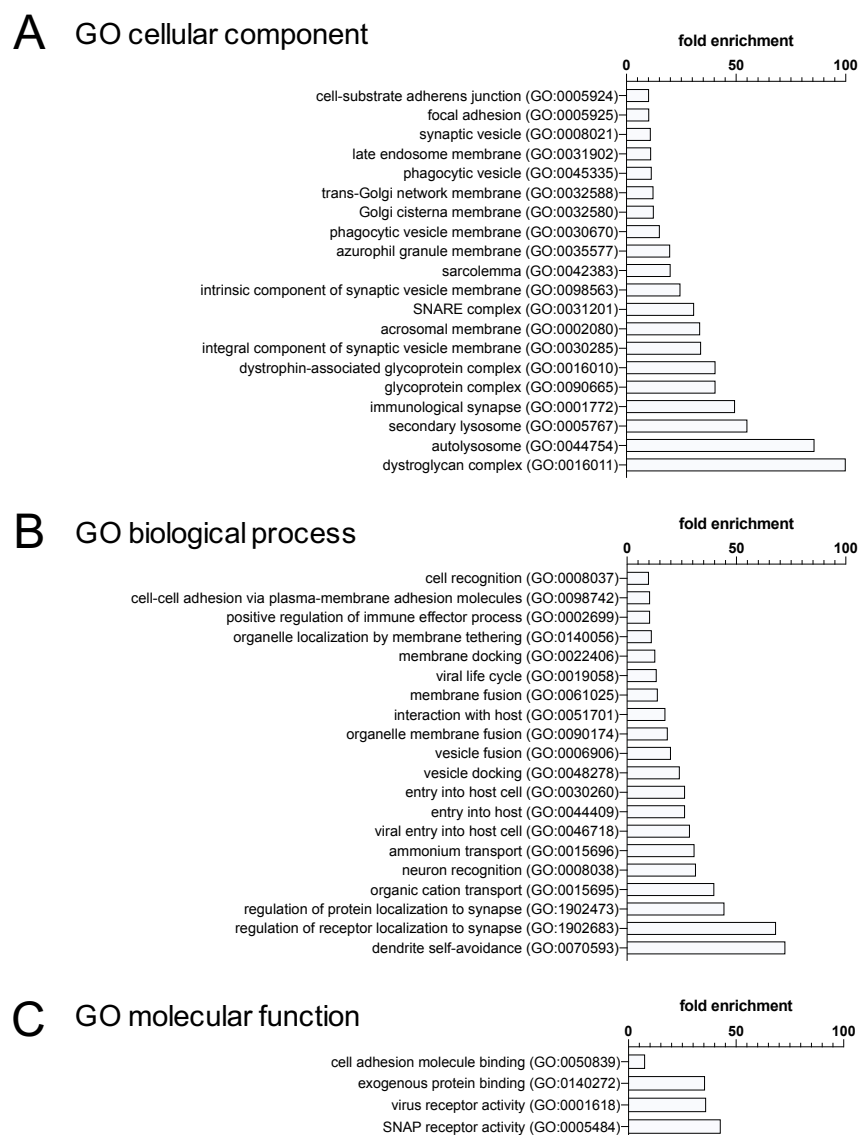 A GO cellular component
fold enrichment
0 50 100
cell-substrate adherens junction (GO:0005924)
focal adhesion (GO:0005925)
synaptic vesicle (GO:0008021)
late endosome membrane (GO:0031902)
phagocytic vesicle (GO:0045335)
trans-Golgi network membrane (GO:0032588)
Golgi cisterna membrane (GO:0032580)
phagocytic vesicle membrane (GO:0030670)
azurophil granule membrane (GO:0035577)
sarcolemma (GO:0042383)
intrinsic component of synaptic vesicle membrane (GO:0098563)
SNARE complex (GO:0031201)
acrosomal membrane (GO:0002080)
integral component of synaptic vesicle membrane (GO:0030285)
dystrophin-associated glycoprotein complex (GO:0016010)
glycoprotein complex (GO:0090665)
immunological synapse (GO:0001772)
secondary lysosome (GO:0005767)
autolysosome (GO:0044754)
dystroglycan complex (GO:0016011)
B GO biological process
fold enrichment
0 50 100
cell recognition (GO:0008037)
cell-cell adhesion via plasma-membrane adhesion molecules (GO:0098742)
positive regulation of immune effector process (GO:0002699)
organelle localization by membrane tethering (GO:0140056)
membrane docking (GO:0022406)
viral life cycle (GO:0019058)
membrane fusion (GO:0061025)
interaction with host (GO:0051701)
organelle membrane fusion (GO:0090174)
vesicle fusion (GO:0006906)
vesicle docking (GO:0048278)
entry into host cell (GO:0030260)
entry into host (GO:0044409)
viral entry into host cell (GO:0046718)
ammonium transport (GO:0015696)
neuron recognition (GO:0008038)
organic cation transport (GO:0015695)
regulation of protein localization to synapse (GO:1902473)
regulation of receptor localization to synapse (GO:1902683)
dendrite self-avoidance (GO:0070593)
C GO molecular function
fold enrichment
0 50 100
cell adhesion molecule binding (GO:0050839)
exogenous protein binding (GO:0140272)
virus receptor activity (GO:0001618)
SNAP receptor activity (GO:0005484)